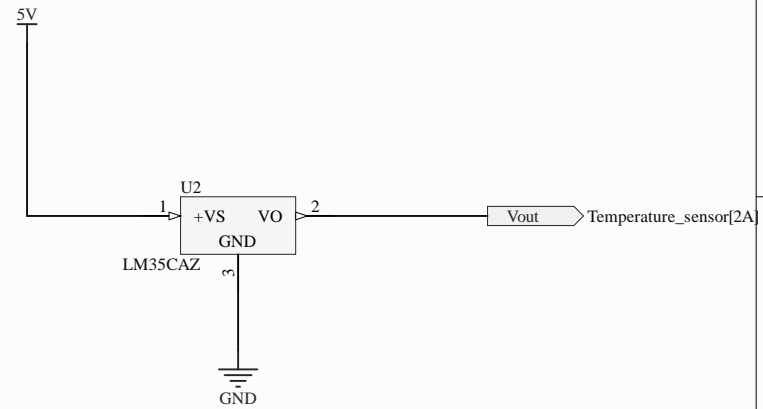 5V
U2
1
+VS
VO
2
GND
LM35CAZ
3
Vout
Temperature_sensor[2A]
GND